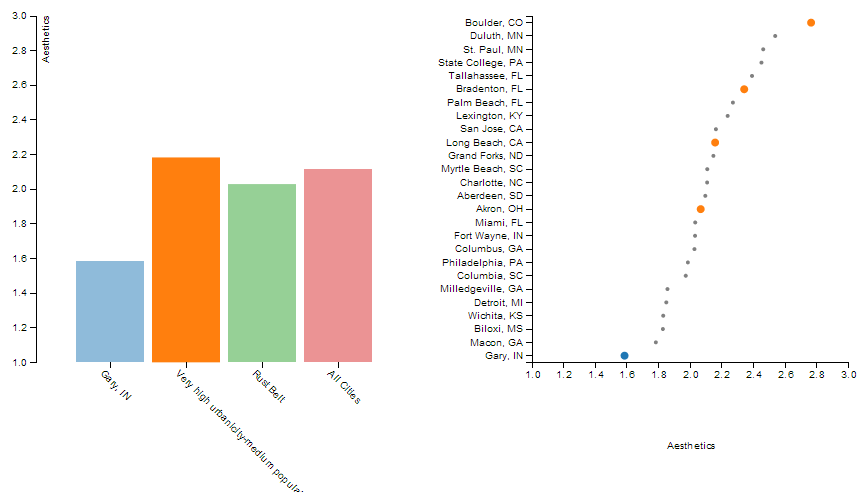 3.0
2.8
2.6
2.4
2.2
2.0
1.8
1.6
1.4
1.2
1.0
Aesthetics
Gary, IN
Very high urbanicity-medium popula
Rust Belt
All Cities
Boulder, CO
Duluth, MN
St. Paul, MN
State College, PA
Tallahassee, FL
Bradenton, FL
Palm Beach, FL
Lexington, KY
San Jose, CA
Long Beach, CA
Grand Forks, ND
Myrtle Beach, SC
Charlotte, NC
Aberdeen, SD
Akron, OH
Miami, FL
Fort Wayne, IN
Columbus, GA
Philadelphia, PA
Columbia, SC
Milledgeville, GA
Detroit, MI
Wichita, KS
Biloxi, MS
Macon, GA
Gary, IN
1.0 1.2 1.4 1.6 1.8 2.0 2.2 2.4 2.6 2.8 3.0
Aesthetics